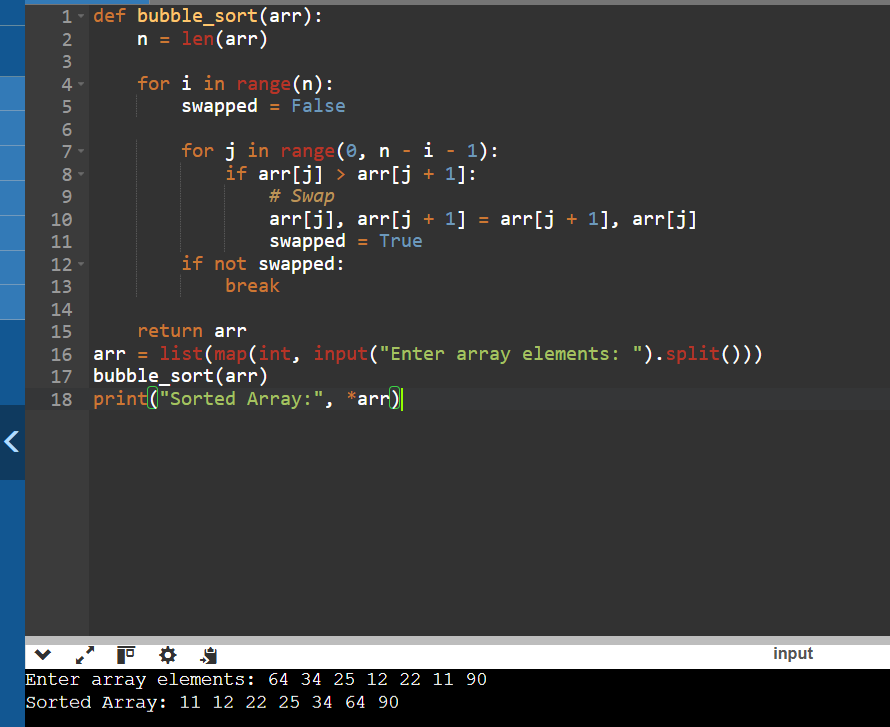 1 def bubble_sort(arr):
2     n = len(arr)
3
4     for i in range(n):
5         swapped = False
6
7         for j in range(0, n - i - 1):
8             if arr[j] > arr[j + 1]:
9                 # Swap
10                 arr[j], arr[j + 1] = arr[j + 1], arr[j]
11                 swapped = True
12         if not swapped:
13             break
14
15     return arr
16 arr = list(map(int, input("Enter array elements: ").split()))
17 bubble_sort(arr)
18 print("Sorted Array:", *arr)
input
Enter array elements: 64 34 25 12 22 11 90
Sorted Array: 11 12 22 25 34 64 90